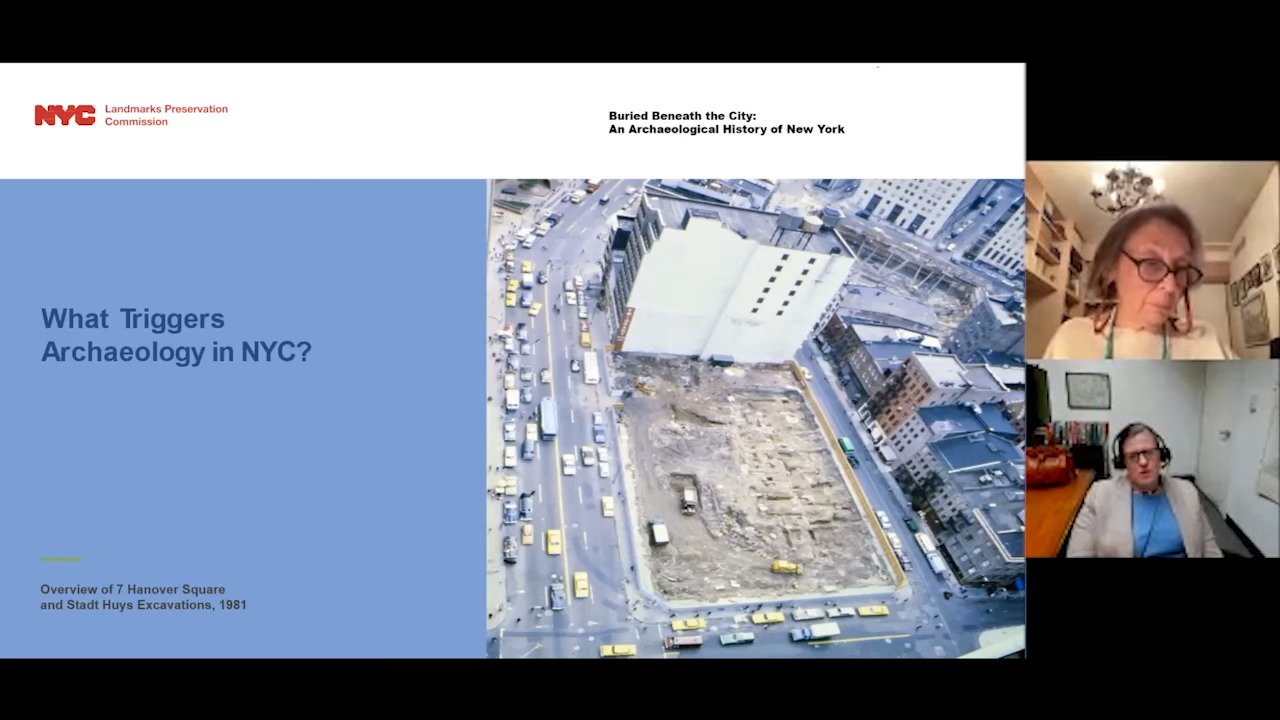 NYC Landmarks Preservation
Commission
Buried Beneath the City:
An Archaeological History of New York
What Triggers
Archaeology in NYC?
Overview of 7 Hanover Square
and Stadt Huys Excavations, 1981